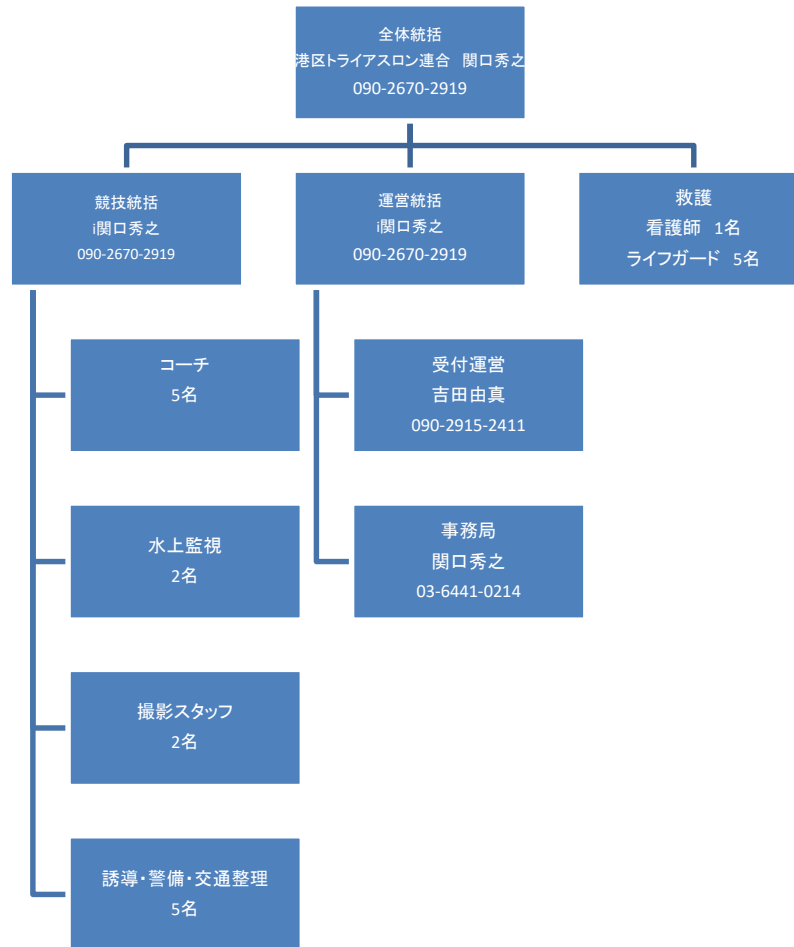 全体統括
港区トライアスロン連合　関口秀之
090-2670-2919
競技統括
i関口秀之
090-2670-2919
運営統括
i関口秀之
090-2670-2919
救護
看護師　1名
ライフガード　5名
コーチ
5名
受付運営
吉田由真
090-2915-2411
水上監視
2名
事務局
関口秀之
03-6441-0214
撮影スタッフ
2名
誘導・警備・交通整理
5名